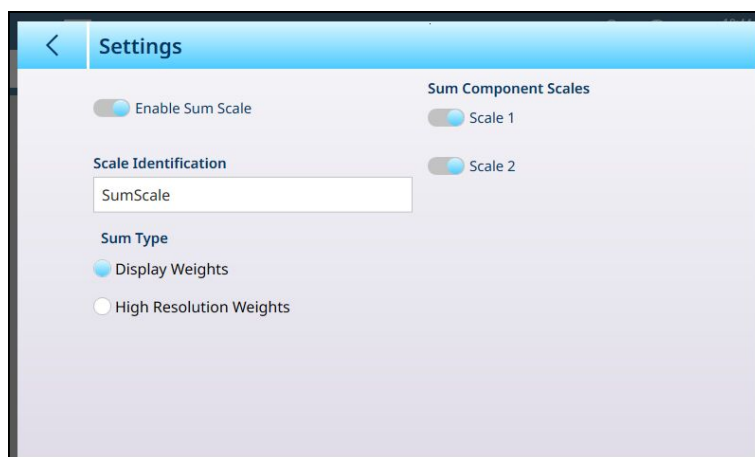 Settings
Enable Sum Scale
Scale Identification
SumScale
Sum Type
Display Weights
High Resolution Weights
Sum Component Scales
Scale 1
Scale 2